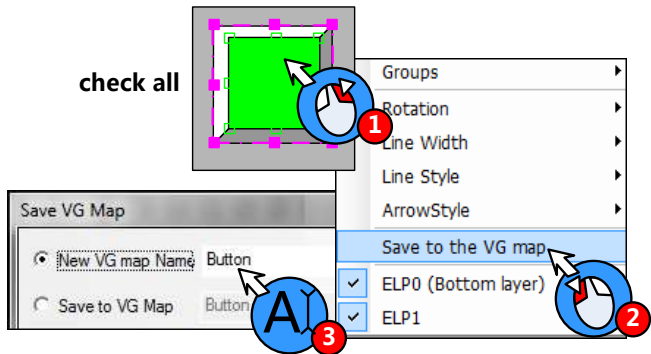 check all
1
Groups
Rotation
Line Width
Line Style
ArrowStyle
Save to the VG map
ELP0 (Bottom layer)
ELP1
2
Save VG Map
New VG map Name Button
Save to VG Map Button
A
3